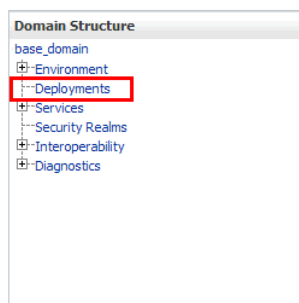 Domain Structure
base_domain
Environment
Deployments
Services
Security Realms
Interoperability
Diagnostics